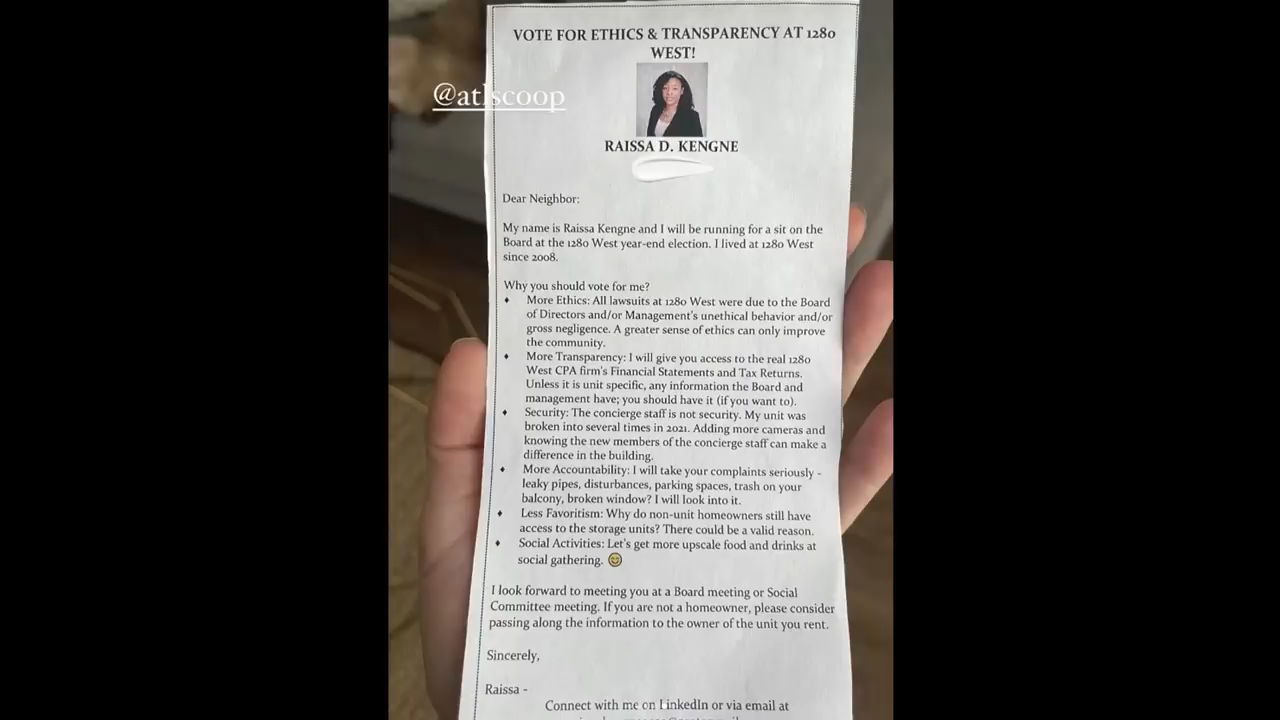 VOTE FOR ETHICS & TRANSPARENCY AT 1280
WEST!
@atlscoop
RAISSA D. KENGNE
Dear Neighbor:
My name is Raissa Kengne and I will be running for a sit on the
Board at the 1280 West year-end election. I lived at 1280 West
since 2008.
Why you should vote for me?
♦ More Ethics: All lawsuits at 1280 West were due to the Board
of Directors and/or Management's unethical behavior and/or
gross negligence. A greater sense of ethics can only improve
the community.
♦ More Transparency: I will give you access to the real 1280
West CPA firm's Financial Statements and Tax Returns.
Unless it is unit specific, any information the Board and
management have; you should have it (if you want to).
♦ Security: The concierge staff is not security. My unit was
broken into several times in 2021. Adding more cameras and
knowing the new members of the concierge staff can make a
difference in the building.
♦ More Accountability: I will take your complaints seriously -
leaky pipes, disturbances, parking spaces, trash on your
balcony, broken window? I will look into it.
♦ Less Favoritism: Why do non-unit homeowners still have
access to the storage units? There could be a valid reason.
♦ Social Activities: Let's get more upscale food and drinks at
social gathering. 😊
I look forward to meeting you at a Board meeting or Social
Committee meeting. If you are not a homeowner, please consider
passing along the information to the owner of the unit you rent.
Sincerely,
Raissa -
Connect with me on LinkedIn or via email at